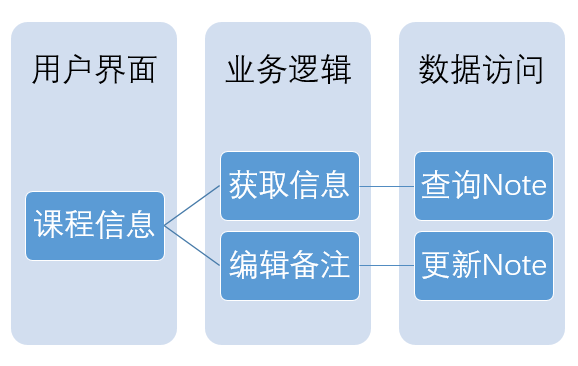 用户界面
业务逻辑
数据访问
课程信息
获取信息
查询Note
编辑备注
更新Note